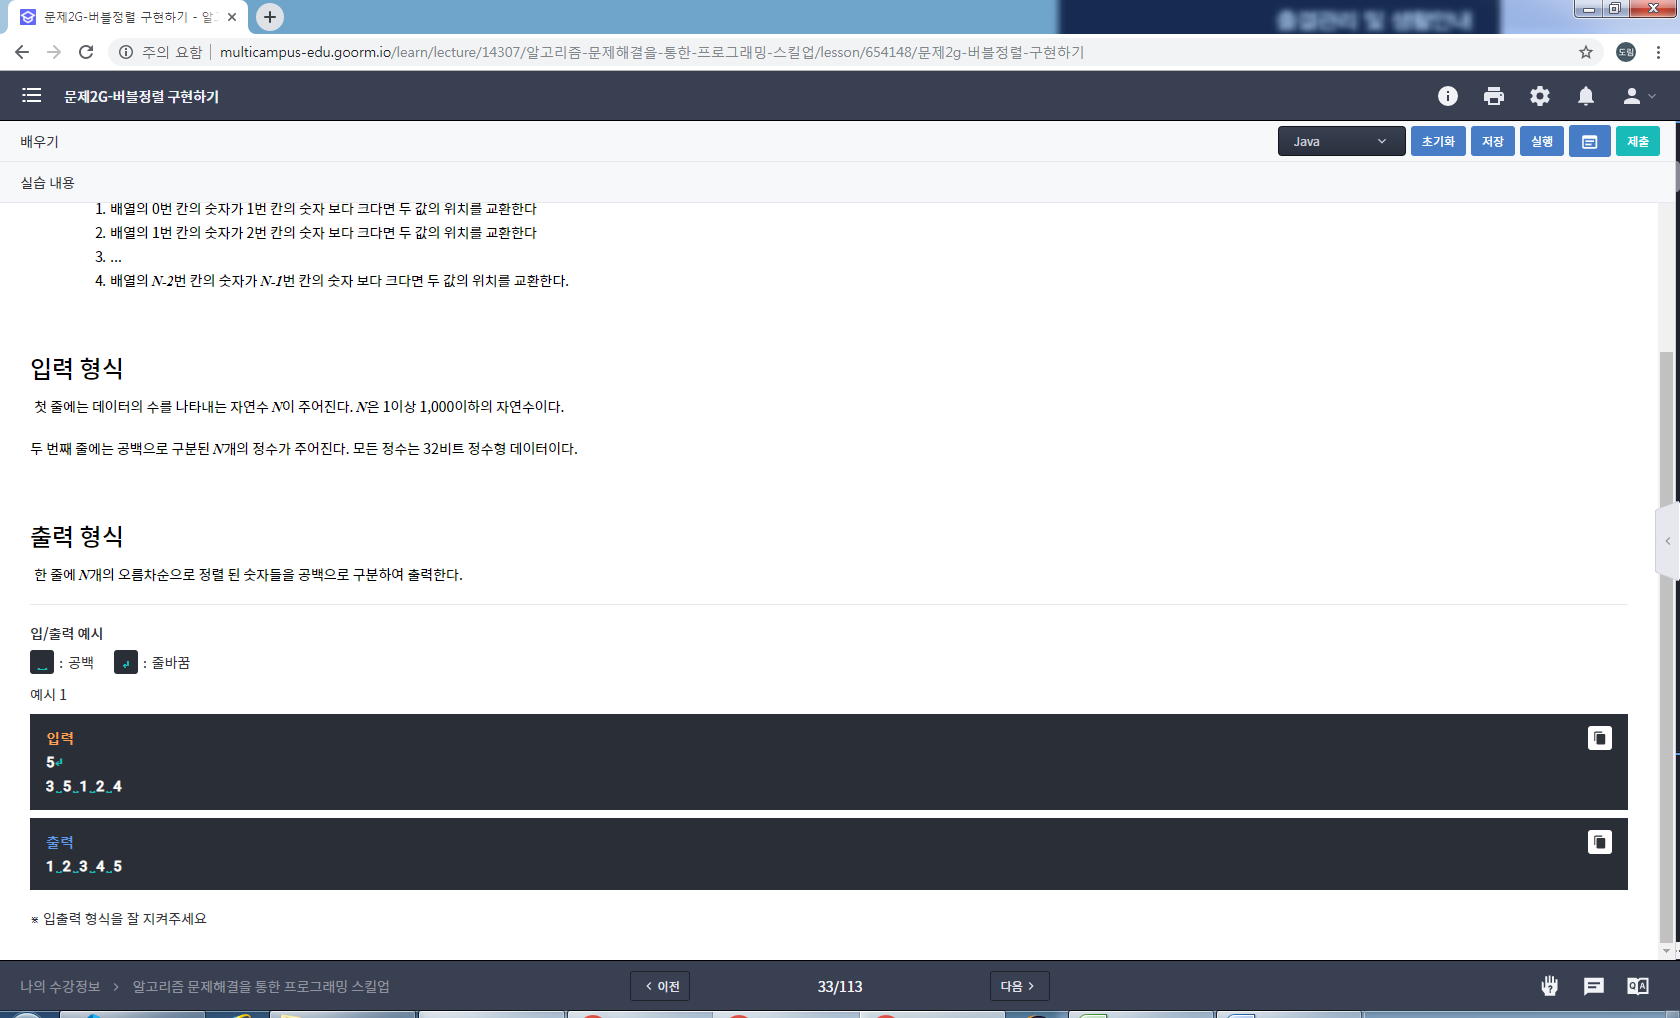 문제2G-버블정렬 구현하기 - 알
주의 요함
multicampus-edu.goorm.io/learn/lecture/14307/알고리즘-문제해결을-통한-프로그래밍-스킬업/lesson/654148/문제2g-버블정렬-구현하기
도림
문제2G-버블정렬 구현하기
배우기
Java
초기화
저장
실행
제출
실습 내용
1. 배열의 0번 칸의 숫자가 1번 칸의 숫자 보다 크다면 두 값의 위치를 교환한다
2. 배열의 1번 칸의 숫자가 2번 칸의 숫자 보다 크다면 두 값의 위치를 교환한다
3. ...
4. 배열의 N-2번 칸의 숫자가 N-1번 칸의 숫자 보다 크다면 두 값의 위치를 교환한다.
입력 형식
첫 줄에는 데이터의 수를 나타내는 자연수 N이 주어진다. N은 1이상 1,000이하의 자연수이다.
두 번째 줄에는 공백으로 구분된 N개의 정수가 주어진다. 모든 정수는 32비트 정수형 데이터이다.
출력 형식
한 줄에 N개의 오름차순으로 정렬 된 숫자들을 공백으로 구분하여 출력한다.
입/출력 예시
␣ : 공백 ↵ : 줄바꿈
예시 1
입력
5↵
3␣5␣1␣2␣4
출력
1␣2␣3␣4␣5
※ 입출력 형식을 잘 지켜주세요
나의 수강정보 > 알고리즘 문제해결을 통한 프로그래밍 스킬업
< 이전
33/113
다음 >